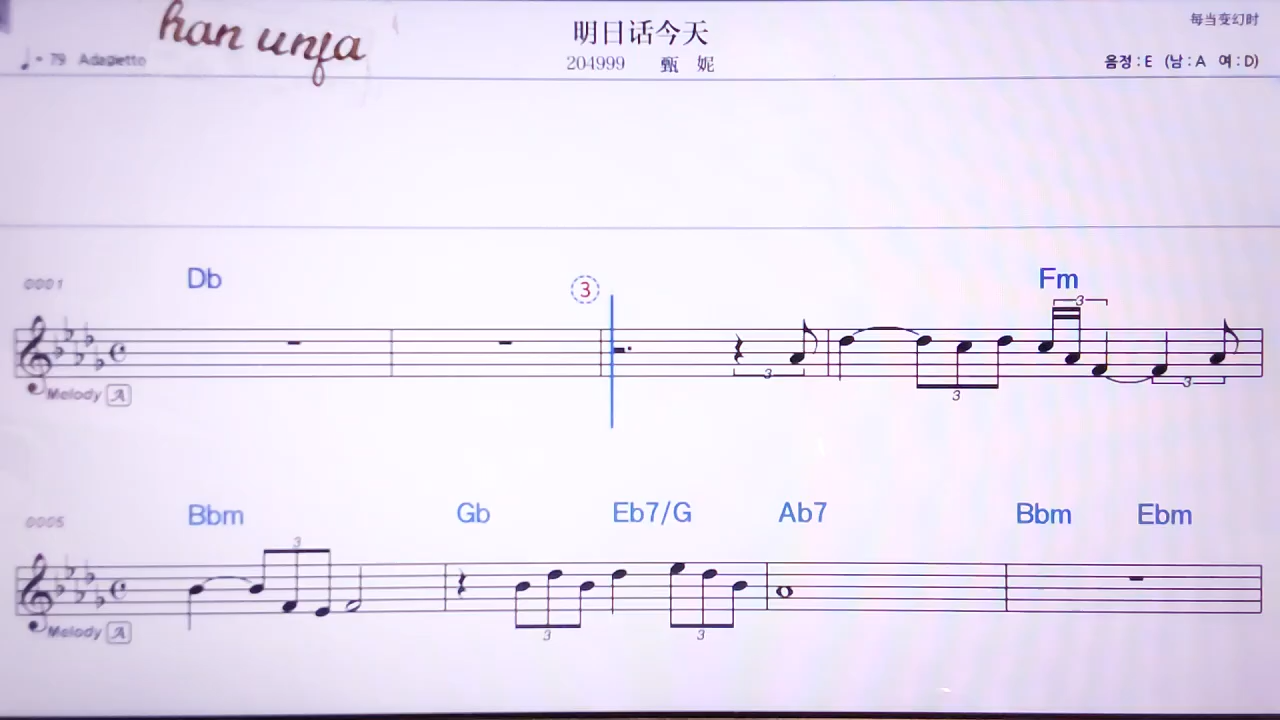 han unja
明日话今天
每当变幻时
♩= 79 Adagietto
204999 甄 妮
음정 : E (남 : A 여 : D)
0001 Db Fm
3
3
3 3 3
Melody A
0005 Bbm Gb Eb7/G Ab7 Bbm Ebm
3
Melody A
3 3